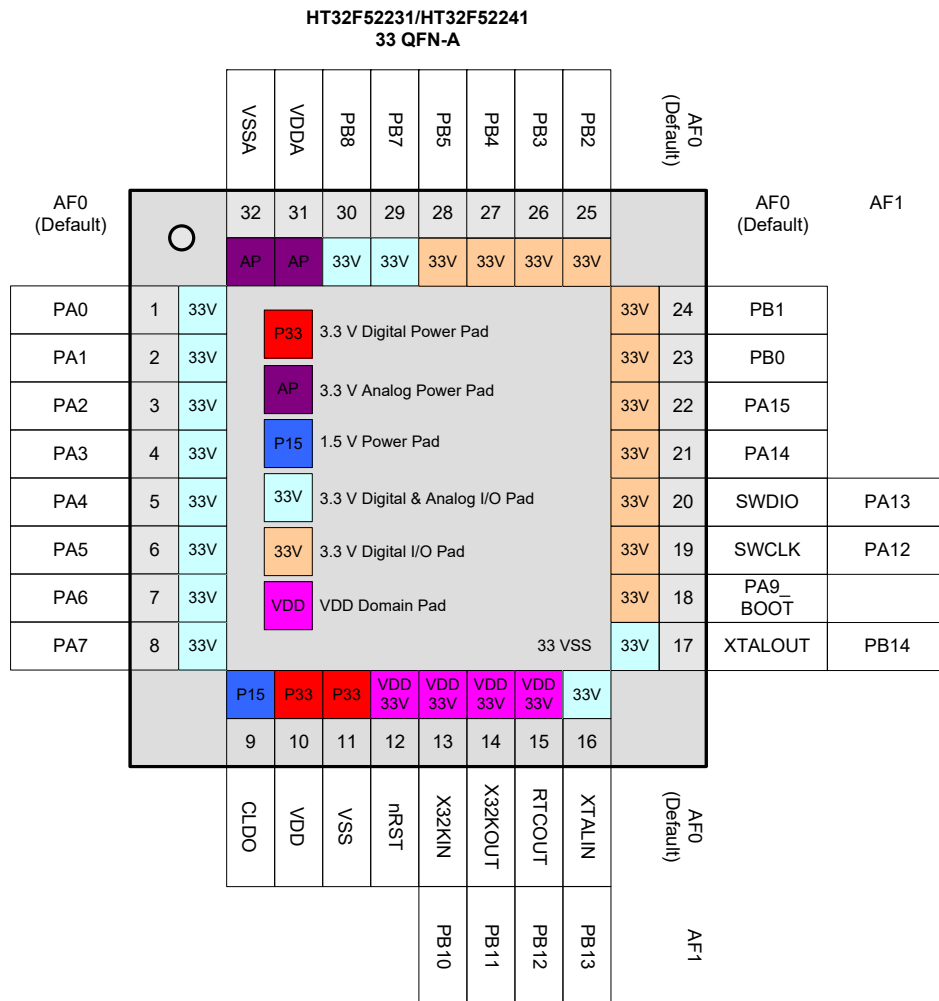 HT32F52231/HT32F52241
33 QFN-A
VSSA
VDDA
PB8
PB7
PB5
PB4
PB3
PB2
AF0
(Default)
AF0
(Default)
32 31 30 29 28 27 26 25
AF0
(Default)
AF1
AP AP 33V 33V 33V 33V 33V 33V
PA0 1 33V
33V 24 PB1
P33 3.3 V Digital Power Pad
PA1 2 33V
33V 23 PB0
AP 3.3 V Analog Power Pad
PA2 3 33V
33V 22 PA15
P15 1.5 V Power Pad
PA3 4 33V
33V 21 PA14
PA4 5 33V
33V 3.3 V Digital & Analog I/O Pad
33V 20 SWDIO PA13
PA5 6 33V
33V 3.3 V Digital I/O Pad
33V 19 SWCLK PA12
PA6 7 33V
VDD VDD Domain Pad
33V 18 PA9_
BOOT
PA7 8 33V
33 VSS
33V 17 XTALOUT PB14
P15 P33 P33 VDD VDD VDD VDD 33V
33V 33V 33V 33V
9 10 11 12 13 14 15 16
CLDO
VDD
VSS
nRST
X32KIN
X32KOUT
RTCOUT
XTALIN
AF0
(Default)
PB10
PB11
PB12
PB13
AF1